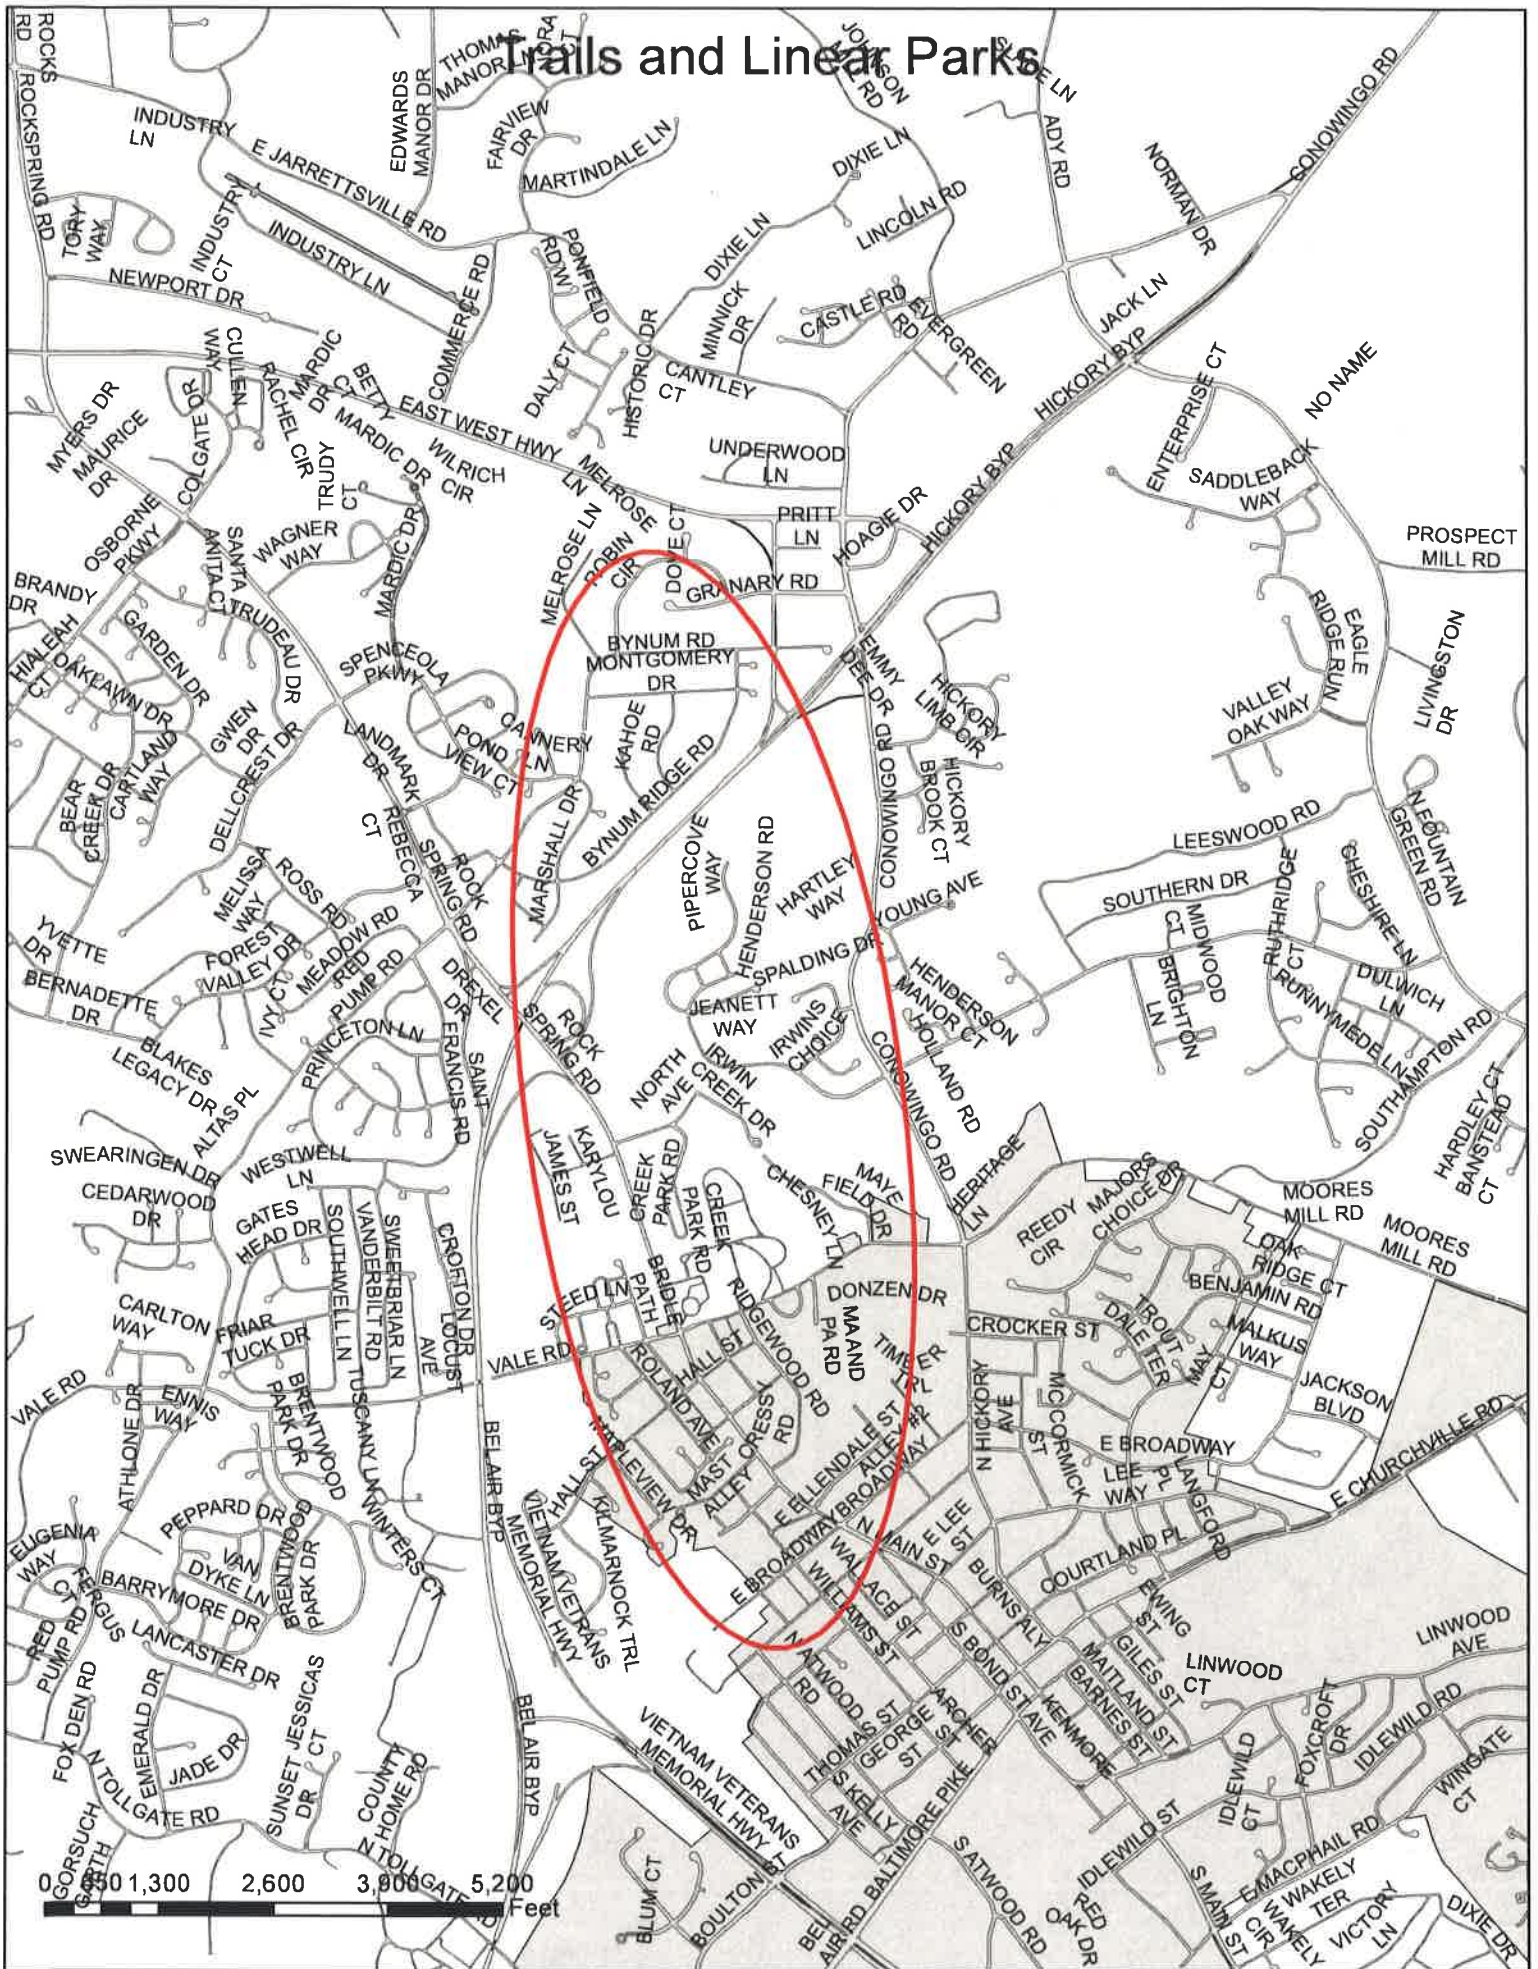 Trails and Linear Parks
ROCKS
RD
ROCKSPRING RD
INDUSTRY
LN
E JARRETTSVILLE RD
EDWARDS
MANOR DR
THOMAS
MANOR LN
NORA
CT
FAIRVIEW
DR
MARTINDALE LN
JOHNSON
MILL RD
SLADE LN
ADY RD
DIXIE LN
LINCOLN RD
NORMAN DR
CONOWINGO RD
TORY
WAY
INDUSTRY
CT
INDUSTRY LN
NEWPORT DR
COMMERCE RD
PONFIELD
RD W
DIXIE LN
MINNICK
DR
CASTLE RD
EVERGREEN
RD
JACK LN
HICKORY BYP
CULLEN
WAY
MARDIC
DR
BETTY
CT
RACHEL CIR
DALY CT
HISTORIC DR
CANTLEY
CT
ENTERPRISE CT
NO NAME
MYERS DR
MAURICE
DR
COLGATE DR
TRUDY
CT
MARDIC DR
EAST WEST HWY
WILRICH
CIR
MELROSE
LN
UNDERWOOD
LN
HICKORY BYP
SADDLEBACK
WAY
PROSPECT
MILL RD
OSBORNE
PKWY
SANTA
ANITA CT
WAGNER
WAY
MARDIC DR
MELROSE LN
ROBIN
CIR
DOVE CT
PRITT
LN
HOAGIE DR
GRANARY RD
BRANDY
DR
HIALEAH
CT
GARDEN DR
OAKLAWN DR
TRUDEAU DR
SPENCEOLA
PKWY
BYNUM RD
MONTGOMERY
DR
EMMY
DEE DR
HICKORY
LIMB CIR
EAGLE
RIDGE RUN
LIVINGSTON
DR
VALLEY
OAK WAY
GWEN
DR
CARTLAND
WAY
BEAR
CREEK DR
DELLCREST DR
LANDMARK
DR
POND
VIEW CT
CANNERY
LN
KAHOE
RD
BYNUM RIDGE RD
CONOWINGO RD
HICKORY
BROOK CT
REBECCA
CT
ROCK
SPRING RD
MARSHALL DR
PIPERCOVE
WAY
HENDERSON RD
HARTLEY
WAY
YOUNG AVE
LEESWOOD RD
N FOUNTAIN
GREEN RD
SOUTHERN DR
RUTHRIDGE
CT
CHESHIRE LN
MIDWOOD
CT
BRIGHTON
LN
DULWICH
LN
RUNNYMEDE LN
SOUTHAMPTON RD
YVETTE
DR
BERNADETTE
DR
MELISSA
WAY
ROSS RD
FOREST
VALLEY DR
MEADOW RD
RED
PUMP RD
IVY CT
DREXEL
DR
SPALDING DR
JEANETT
WAY
IRWINS
CHOICE
HENDERSON
MANOR CT
HOLLAND RD
BLAKES
LEGACY DR
PRINCETON LN
ALTAS PL
SAINT
FRANCIS RD
ROCK
SPRING RD
NORTH
AVE
IRWIN
CREEK DR
CONOWINGO RD
HERITAGE
LN
HARDLEY CT
BANSTEAD
CT
SWEARINGEN DR
CEDARWOOD
DR
WESTWELL
LN
GATES
HEAD DR
SOUTHWELL LN
VANDERBILT RD
SWEETBRIAR LN
CROFTON DR
JAMES ST
KARYLOU
CREEK
PARK RD
CREEK
PARK RD
CHESNEY LN
MAYE
FIELD DR
REEDY
CIR
MAJORS
CHOICE DR
MOORES
MILL RD
MOORES
MILL RD
OAK
RIDGE CT
BENJAMIN RD
CARLTON
WAY
FRIAR
TUCK DR
LOCUST
AVE
STEED LN
BRIDLE
PATH
RIDGEWOOD RD
DONZEN DR
MA AND
PA RD
TIMBER
TRL
CROCKER ST
TROUT
DALE TER
MALKUS
WAY
MAY
CT
JACKSON
BLVD
VALE RD
VALE RD
ENNIS
WAY
ATHLONE DR
BRENTWOOD
PARK DR
TUSCANY LN
ROLAND AVE
HALL ST
CRESSY
RD
MAST
ALLEY
ELLENDALE ST
ALLEY #2
E BROADWAY
N HICKORY
AVE
MC CORMICK
ST
E BROADWAY
LEE
WAY
LANGFORD
PL
E CHURCHVILLE RD
BEL AIR BYP
HALL ST
MAPLEVIEW DR
KILMARNOCK TRL
VIETNAM VETRANS
MEMORIAL HWY
WINTERS CT
PEPPARD DR
VAN
DYKE LN
BRENTWOOD
PARK DR
EUGENIA
WAY
FERGUS
CT
BARRYMORE DR
LANCASTER DR
RED
PUMP RD
FOX DEN RD
EMERALD DR
JADE DR
N TOLLGATE RD
SUNSET
DR
JESSICAS
CT
COUNTY
HOME RD
N TOLLGATE
RD
GORSUCH
GARTH
BEL AIR BYP
E BROADWAY
N MAIN ST
E LEE
ST
WALLACE ST
WILLIAMS ST
BURNS ALY
COURTLAND PL
EWING
ST
GILES ST
MAITLAND ST
BARNES ST
S BOND ST
KENMORE
AVE
N ATWOOD
RD
THOMAS ST
GEORGE
ST
ARCHER
ST
S KELLY
AVE
BALTIMORE PIKE
LINWOOD
CT
LINWOOD
AVE
FOXCROFT
DR
IDLEWILD RD
IDLEWILD
CT
WINGATE
CT
VIETNAM VETERANS
MEMORIAL HWY
BLUM CT
BOULTON ST
BEL
AIR RD
S ATWOOD RD
IDLEWILD ST
RED
OAK DR
S MAIN ST
E MACPHAIL RD
WAKELY
TER
WAKELY
CIR
VICTORY
LN
DIXIE DR
0 650 1,300 2,600 3,900 5,200
Feet